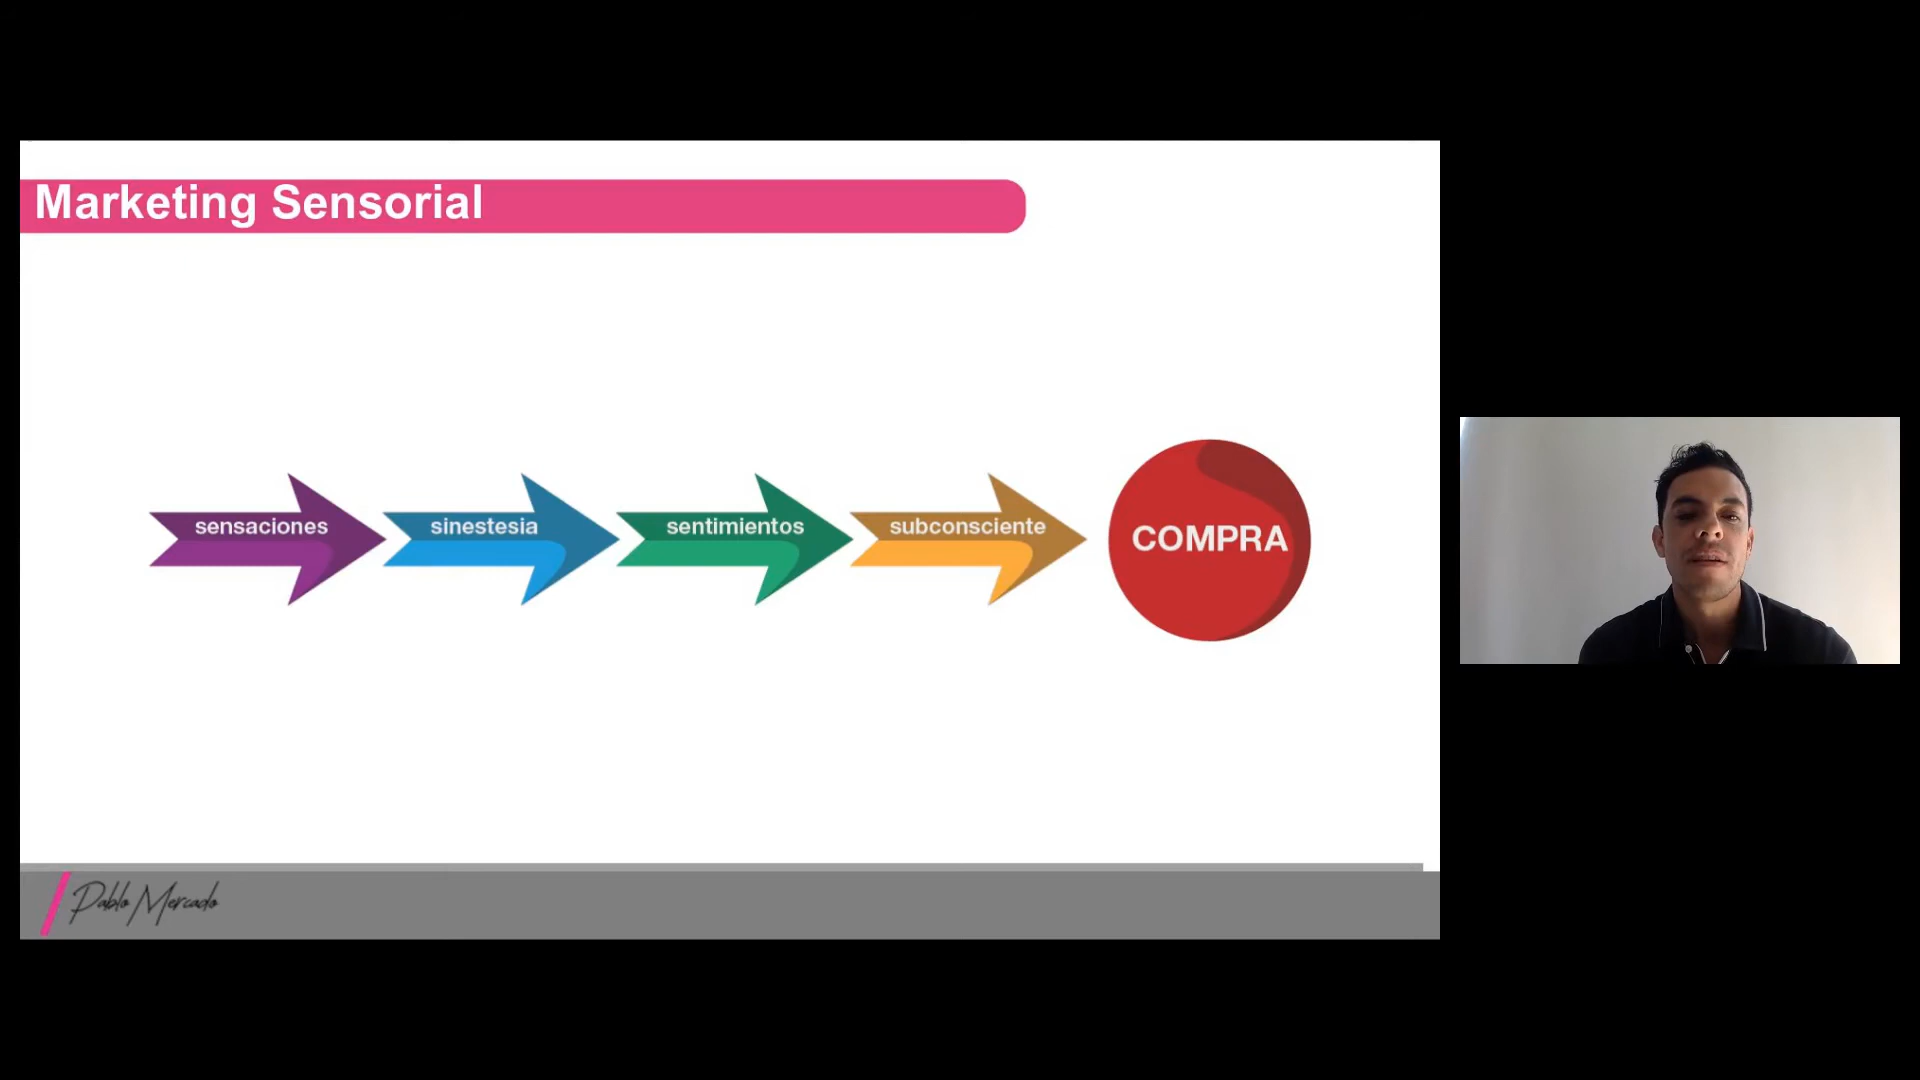 Marketing Sensorial
sensaciones
sinestesia
sentimientos
subconsciente
COMPRA
Pablo Mercado